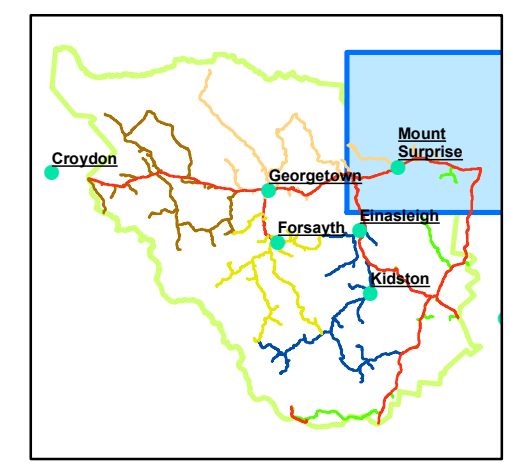 Mount
Surprise
Croydon
Georgetown
Einasleigh
Forsayth
Kidston